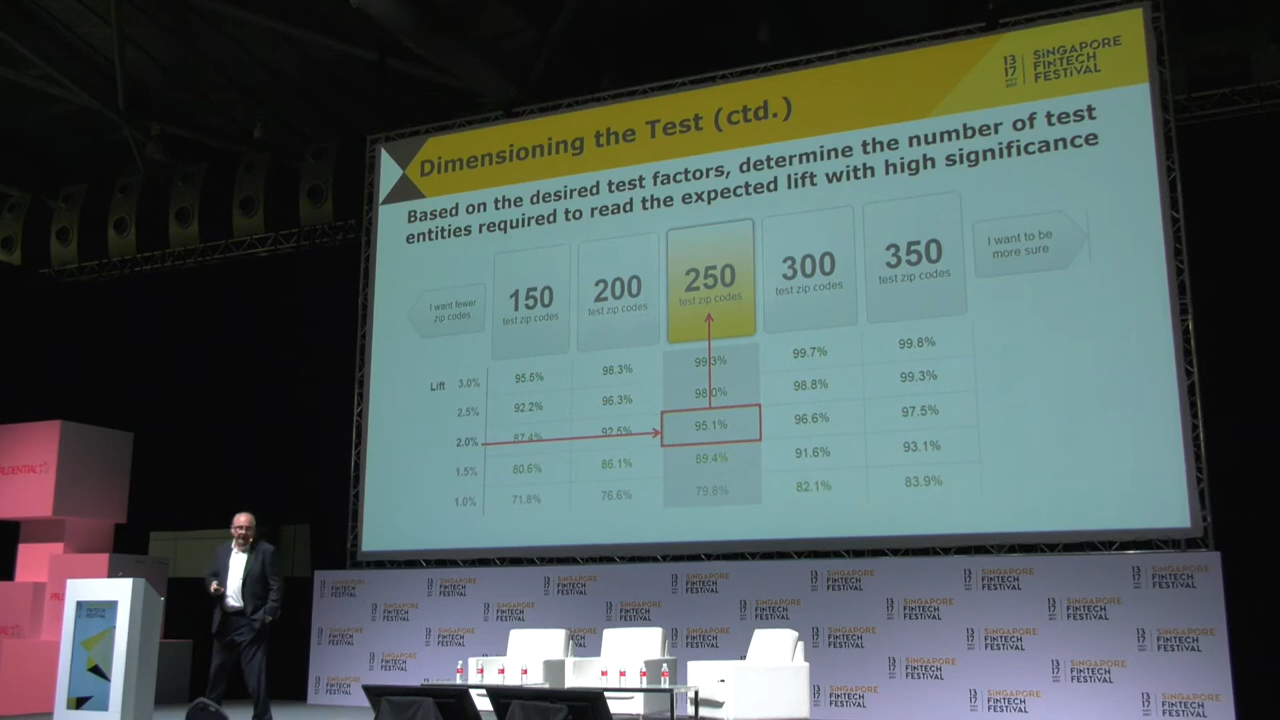 13
17
NOV
2017
SiNGAPORE
FiNTECH
FESTiVAL
Dimensioning the Test (ctd.)
Based on the desired test factors, determine the number of test
entities required to read the expected lift with high significance
I want fewer
zip codes
150
test zip codes
200
test zip codes
250
test zip codes
300
test zip codes
350
test zip codes
I want to be
more sure
Lift 3.0% 95.5% 98.3% 99.3% 99.7% 99.8%
2.5% 92.2% 96.3% 98.0% 98.8% 99.3%
2.0% 87.4% 92.5% 95.1% 96.6% 97.5%
1.5% 80.6% 86.1% 89.4% 91.6% 93.1%
1.0% 71.8% 76.6% 79.8% 82.1% 83.9%
PRUDENTIAL
13
17
SiNGAPORE
FiNTECH
FESTiVAL